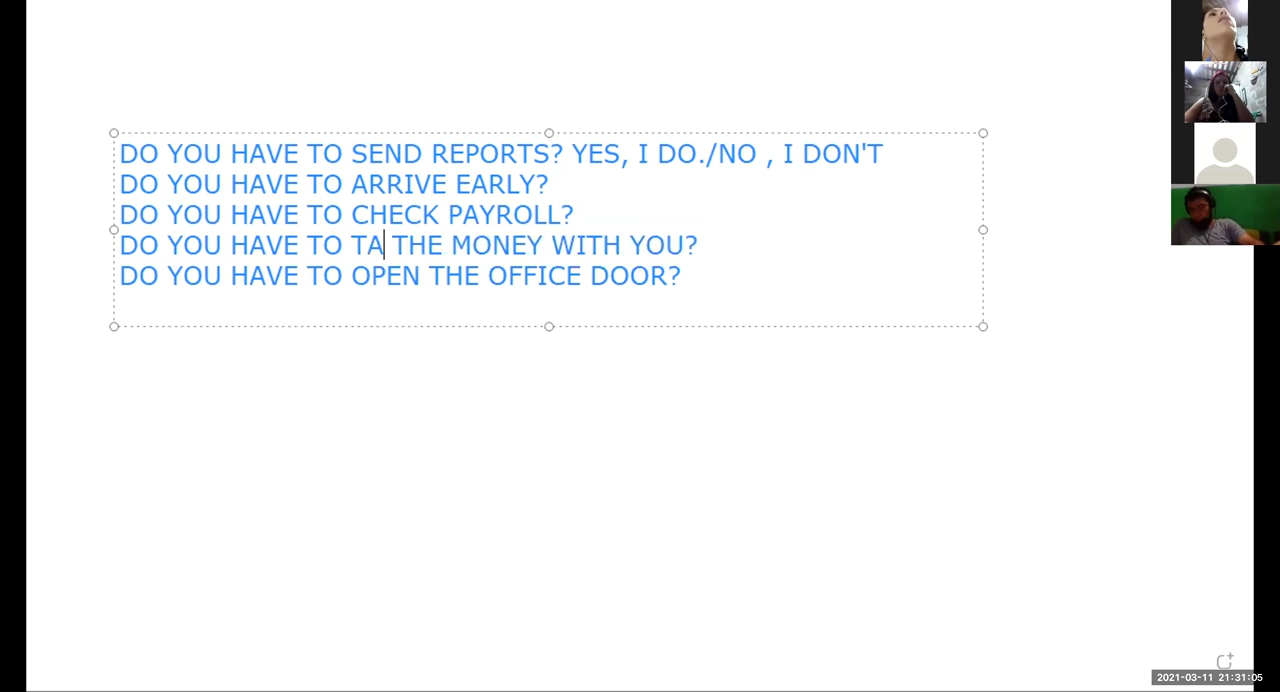 DO YOU HAVE TO SEND REPORTS? YES, I DO./NO , I DON'T
DO YOU HAVE TO ARRIVE EARLY?
DO YOU HAVE TO CHECK PAYROLL?
DO YOU HAVE TO TA THE MONEY WITH YOU?
DO YOU HAVE TO OPEN THE OFFICE DOOR?
2021-03-11 21:31:05